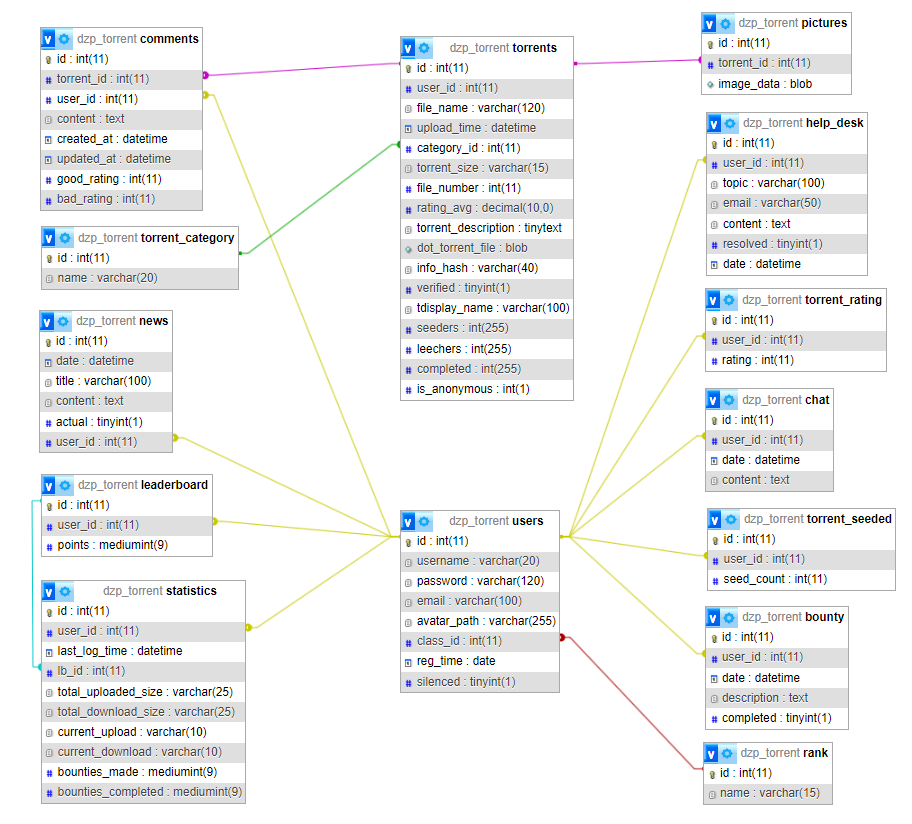 v dzp_torrent comments
id : int(11)
# torrent_id : int(11)
# user_id : int(11)
content : text
created_at : datetime
updated_at : datetime
# good_rating : int(11)
# bad_rating : int(11)
v dzp_torrent torrent_category
id : int(11)
name : varchar(20)
v dzp_torrent news
id : int(11)
date : datetime
title : varchar(100)
content : text
# actual : tinyint(1)
# user_id : int(11)
v dzp_torrent leaderboard
id : int(11)
# user_id : int(11)
# points : mediumint(9)
v dzp_torrent statistics
id : int(11)
# user_id : int(11)
last_log_time : datetime
# lb_id : int(11)
total_uploaded_size : varchar(25)
total_download_size : varchar(25)
current_upload : varchar(10)
current_download : varchar(10)
# bounties_made : mediumint(9)
# bounties_completed : mediumint(9)
v dzp_torrent torrents
id : int(11)
# user_id : int(11)
file_name : varchar(120)
upload_time : datetime
# category_id : int(11)
torrent_size : varchar(15)
# file_number : int(11)
# rating_avg : decimal(10,0)
torrent_description : tinytext
dot_torrent_file : blob
info_hash : varchar(40)
# verified : tinyint(1)
tdisplay_name : varchar(100)
# seeders : int(255)
# leechers : int(255)
# completed : int(255)
# is_anonymous : int(1)
v dzp_torrent users
id : int(11)
username : varchar(20)
password : varchar(120)
email : varchar(100)
avatar_path : varchar(255)
# class_id : int(11)
reg_time : date
# silenced : tinyint(1)
v dzp_torrent pictures
id : int(11)
# torrent_id : int(11)
image_data : blob
v dzp_torrent help_desk
id : int(11)
# user_id : int(11)
topic : varchar(100)
email : varchar(50)
content : text
# resolved : tinyint(1)
date : datetime
v dzp_torrent torrent_rating
id : int(11)
# user_id : int(11)
# rating : int(11)
v dzp_torrent chat
id : int(11)
# user_id : int(11)
date : datetime
content : text
v dzp_torrent torrent_seeded
id : int(11)
# user_id : int(11)
# seed_count : int(11)
v dzp_torrent bounty
id : int(11)
# user_id : int(11)
date : datetime
description : text
# completed : tinyint(1)
v dzp_torrent rank
id : int(11)
name : varchar(15)